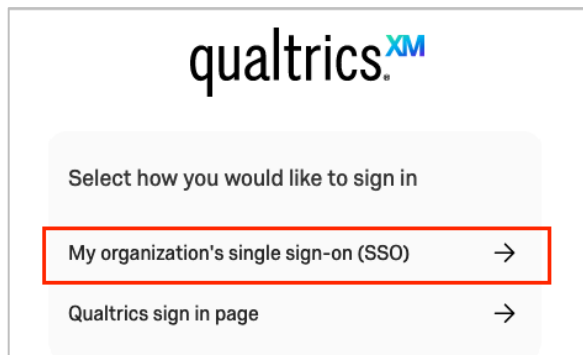 qualtrics.XM
Select how you would like to sign in
My organization's single sign-on (SSO)
Qualtrics sign in page